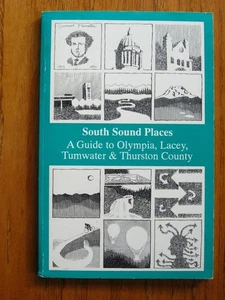 South Sound Places
A Guide to Olympia, Lacey,
Tumwater & Thurston County